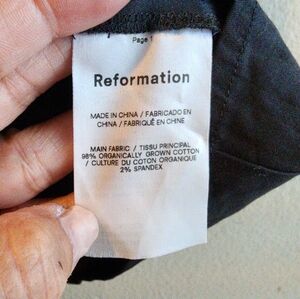 Page 1
Reformation
MADE IN CHINA / FABRICADO EN
CHINA / FABRIQUÉ EN CHINE
MAIN FABRIC / TISSU PRINCIPAL
98% ORGANICALLY GROWN COTTON
/ CULTURE DU COTON ORGANIQUE
2% SPANDEX